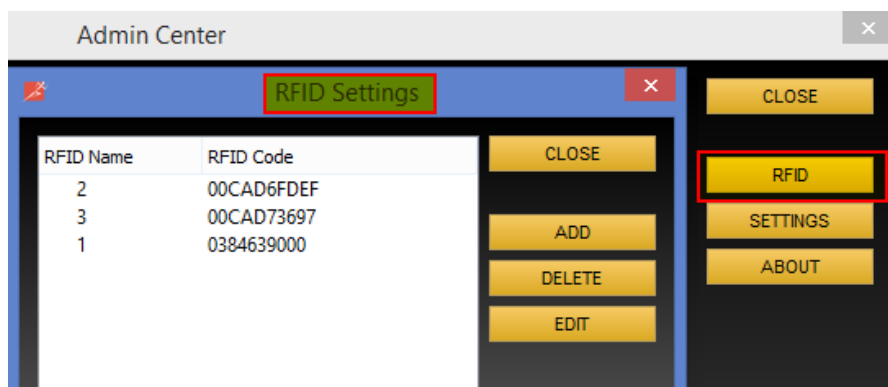 Admin Center
RFID Settings
CLOSE
RFID Name RFID Code
CLOSE
2 00CAD6FDEF
RFID
3 00CAD73697
ADD
SETTINGS
1 0384639000
DELETE
ABOUT
EDIT